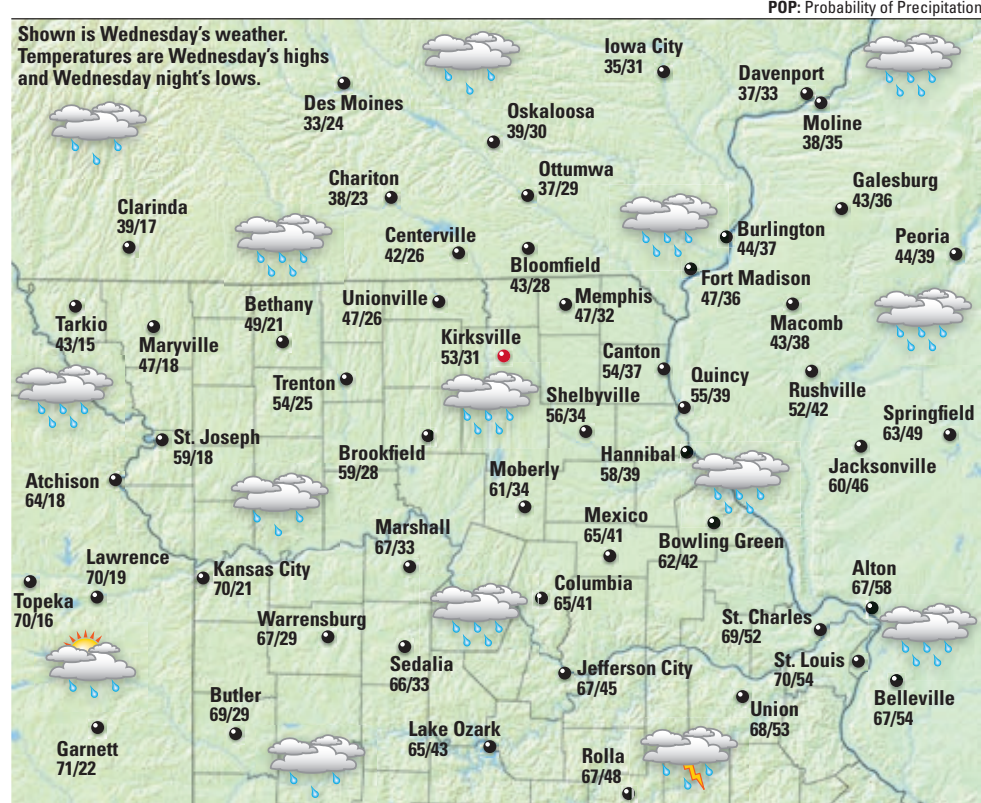 POP: Probability of Precipitation
Shown is Wednesday's weather.
Temperatures are Wednesday's highs
and Wednesday night's lows.
Iowa City
35/31
Davenport
37/33
Des Moines
33/24
Oskaloosa
39/30
Moline
38/35
Ottumwa
37/29
Chariton
38/23
Galesburg
43/36
Clarinda
39/17
Centerville
42/26
Bloomfield
43/28
Burlington
44/37
Peoria
44/39
Fort Madison
47/36
Tarkio
43/15
Maryville
47/18
Bethany
49/21
Unionville
47/26
Memphis
47/32
Macomb
43/38
Kirksville
53/31
Canton
54/37
Quincy
55/39
Rushville
52/42
Trenton
54/25
Shelbyville
56/34
Springfield
63/49
St. Joseph
59/18
Brookfield
59/28
Hannibal
58/39
Jacksonville
60/46
Atchison
64/18
Moberly
61/34
Mexico
65/41
Bowling Green
62/42
Marshall
67/33
Lawrence
70/19
Kansas City
70/21
Columbia
65/41
Alton
67/58
Topeka
70/16
Warrensburg
67/29
St. Charles
69/52
Sedalia
66/33
Jefferson City
67/45
St. Louis
70/54
Belleville
67/54
Butler
69/29
Union
68/53
Garnett
71/22
Lake Ozark
65/43
Rolla
67/48